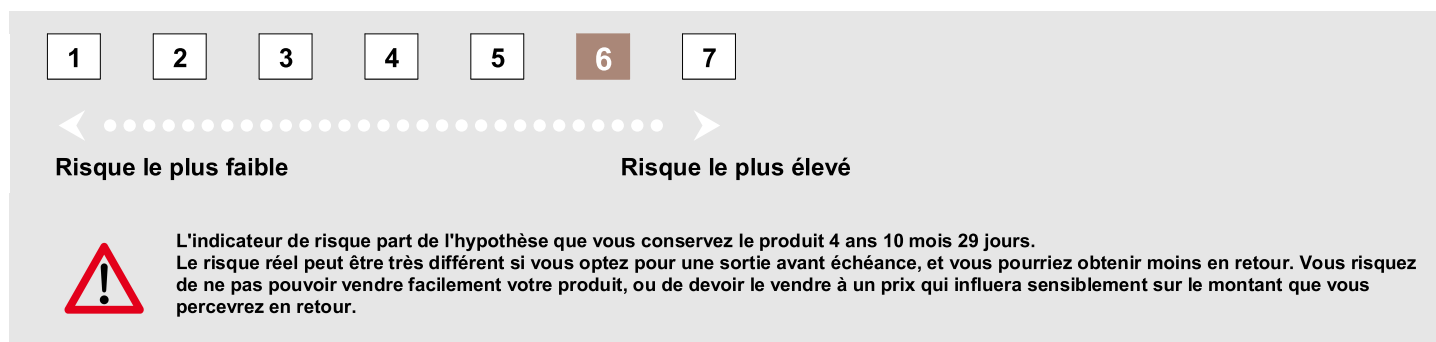 1 2 3 4 5 6 7
Risque le plus faible Risque le plus élevé
L'indicateur de risque part de l'hypothèse que vous conservez le produit 4 ans 10 mois 29 jours.
Le risque réel peut être très différent si vous optez pour une sortie avant échéance, et vous pourriez obtenir moins en retour. Vous risquez
de ne pas pouvoir vendre facilement votre produit, ou de devoir le vendre à un prix qui influera sensiblement sur le montant que vous
percevrez en retour.